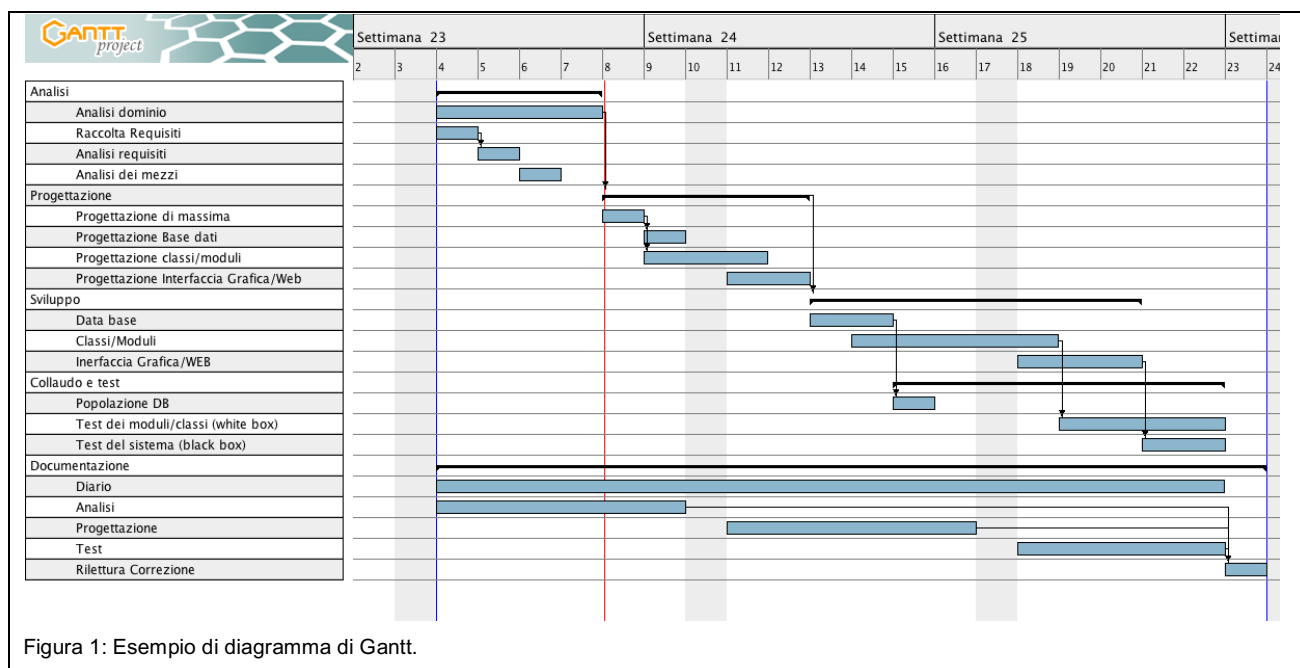 GANTT
project
Settimana 23 Settimana 24 Settimana 25 Settimar
2 3 4 5 6 7 8 9 10 11 12 13 14 15 16 17 18 19 20 21 22 23 24
Analisi
Analisi dominio
Raccolta Requisiti
Analisi requisiti
Analisi dei mezzi
Progettazione
Progettazione di massima
Progettazione Base dati
Progettazione classi/moduli
Progettazione Interfaccia Grafica/Web
Sviluppo
Data base
Classi/Moduli
Inerfaccia Grafica/WEB
Collaudo e test
Popolazione DB
Test dei moduli/classi (white box)
Test del sistema (black box)
Documentazione
Diario
Analisi
Progettazione
Test
Rilettura Correzione
Figura 1: Esempio di diagramma di Gantt.